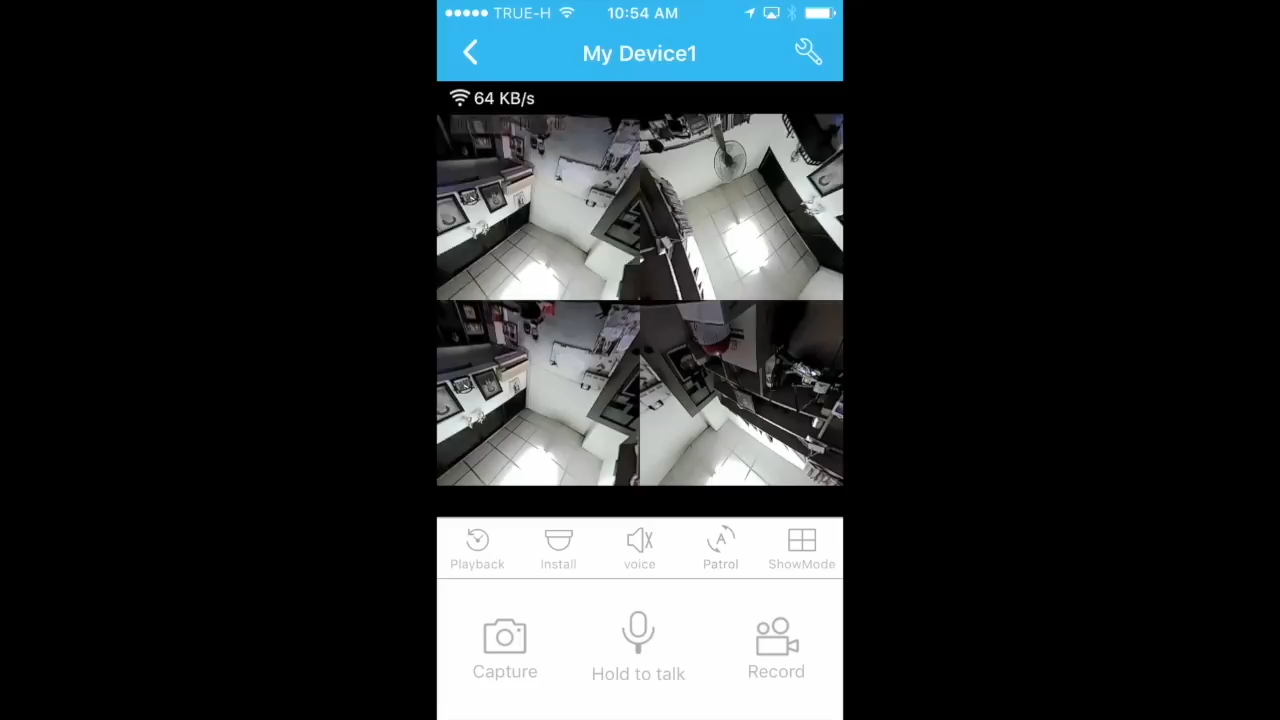 TRUE-H 10:54 AM
My Device1
64 KB/s
Playback Install voice Patrol ShowMode
Capture Hold to talk Record